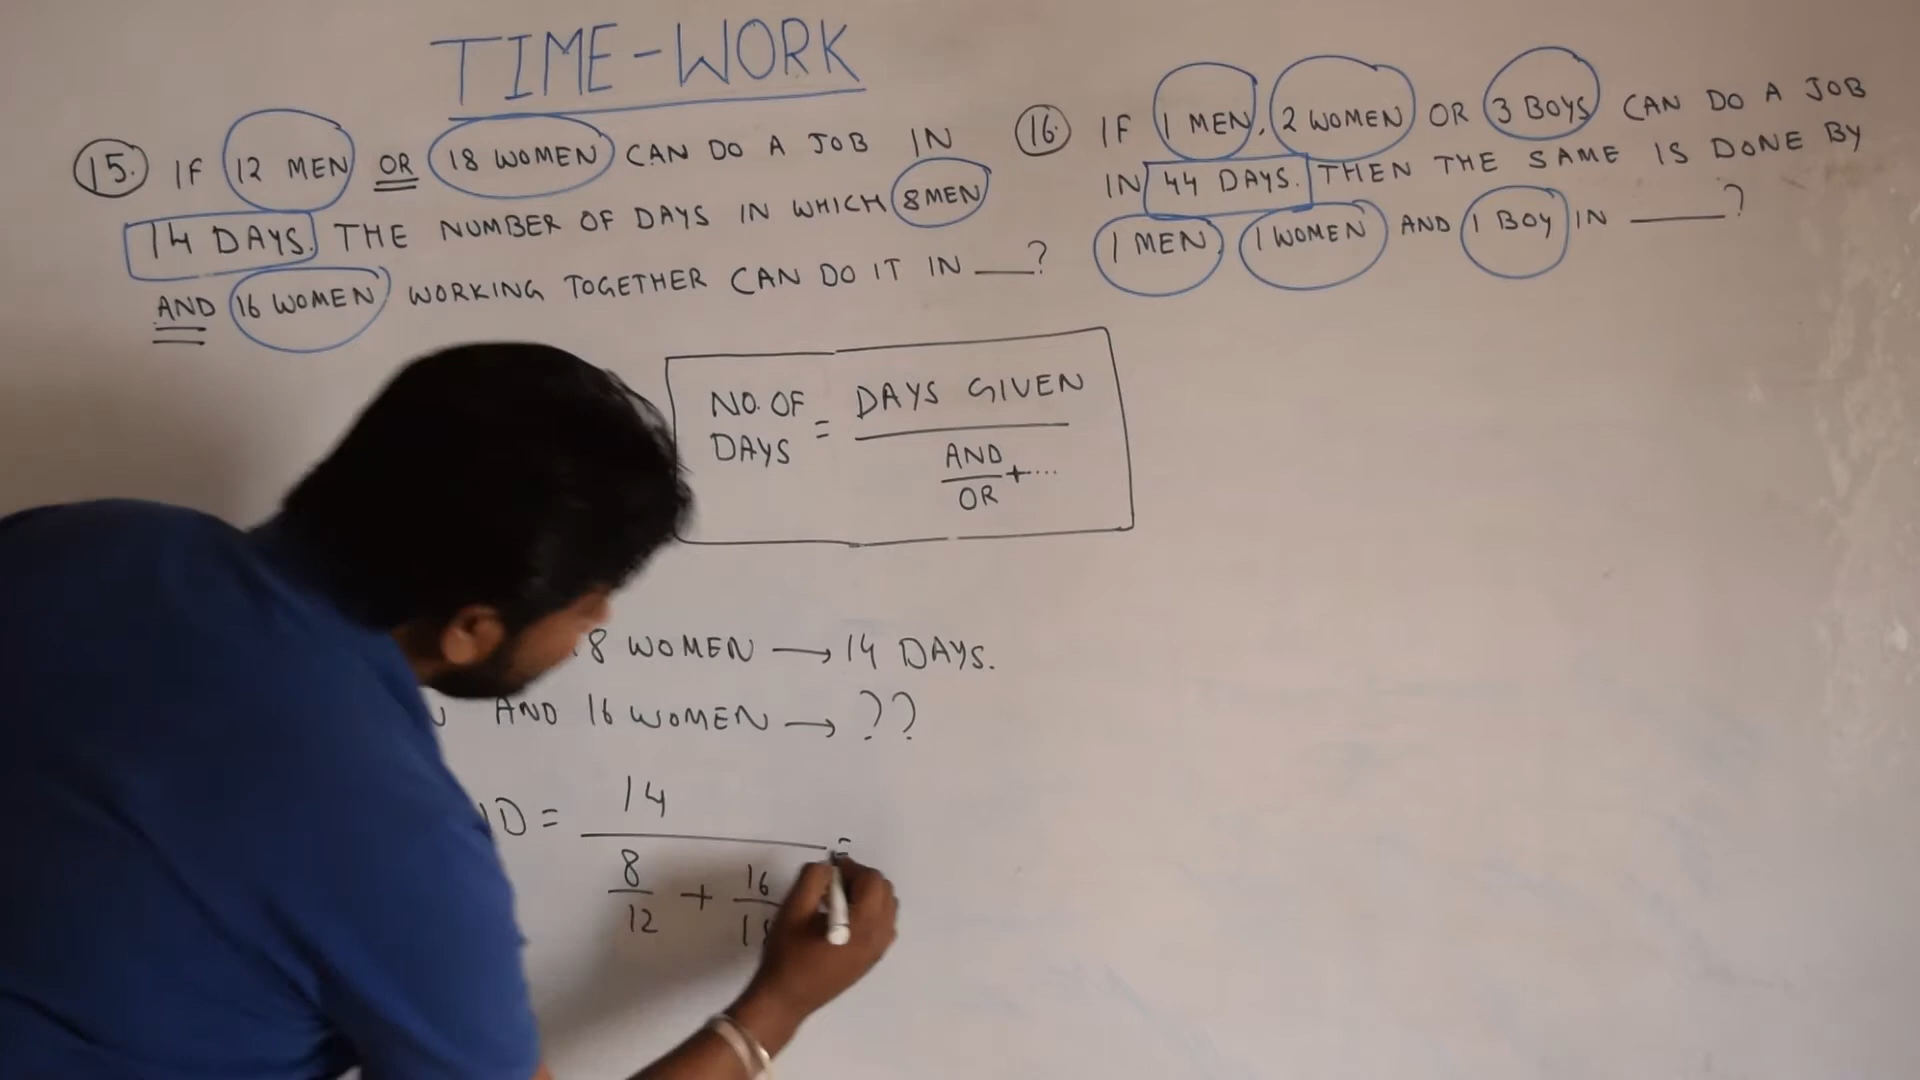 TIME-WORK
15. IF 12 MEN OR 18 WOMEN CAN DO A JOB IN
14 DAYS. THE NUMBER OF DAYS IN WHICH 8 MEN
AND 16 WOMEN WORKING TOGETHER CAN DO IT IN ___?
16. IF 1 MEN, 2 WOMEN OR 3 BOYS CAN DO A JOB
IN 44 DAYS. THEN THE SAME IS DONE BY
1 MEN, 1 WOMEN AND 1 BOY IN ____?
NO. OF
DAYS
=
DAYS GIVEN
AND
OR
+....
8 WOMEN → 14 DAYS.
AND 16 WOMEN → ??
D = 14
8
12
+
16
=